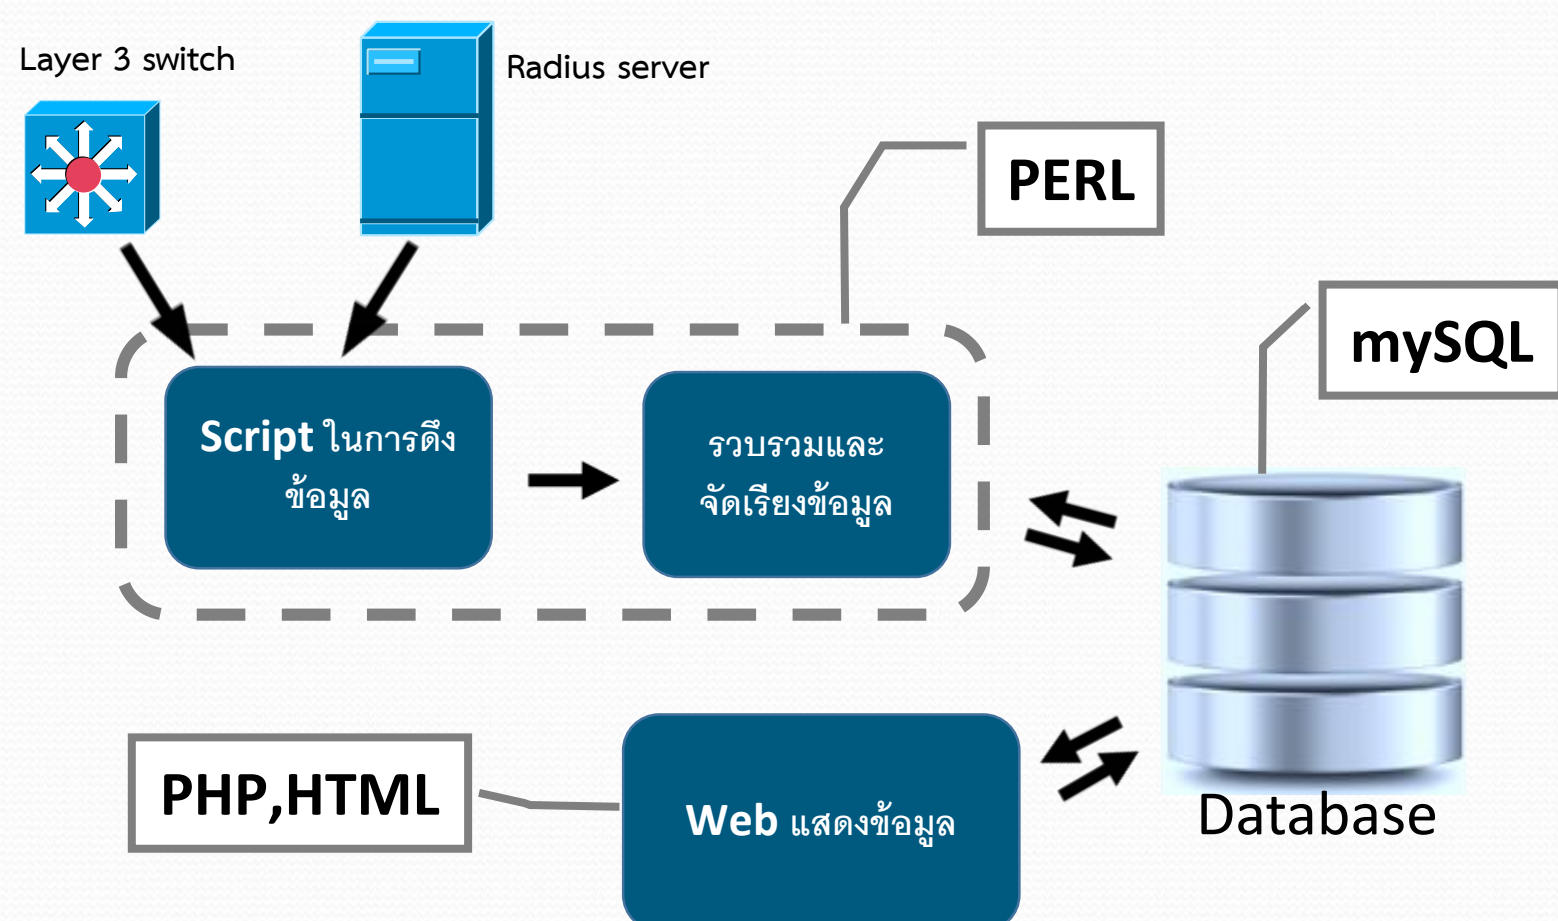 Layer 3 switch
Radius server
PERL
mySQL
Script ในการดึง
ข้อมูล
รวบรวมและ
จัดเรียงข้อมูล
PHP,HTML
Web แสดงข้อมูล
Database